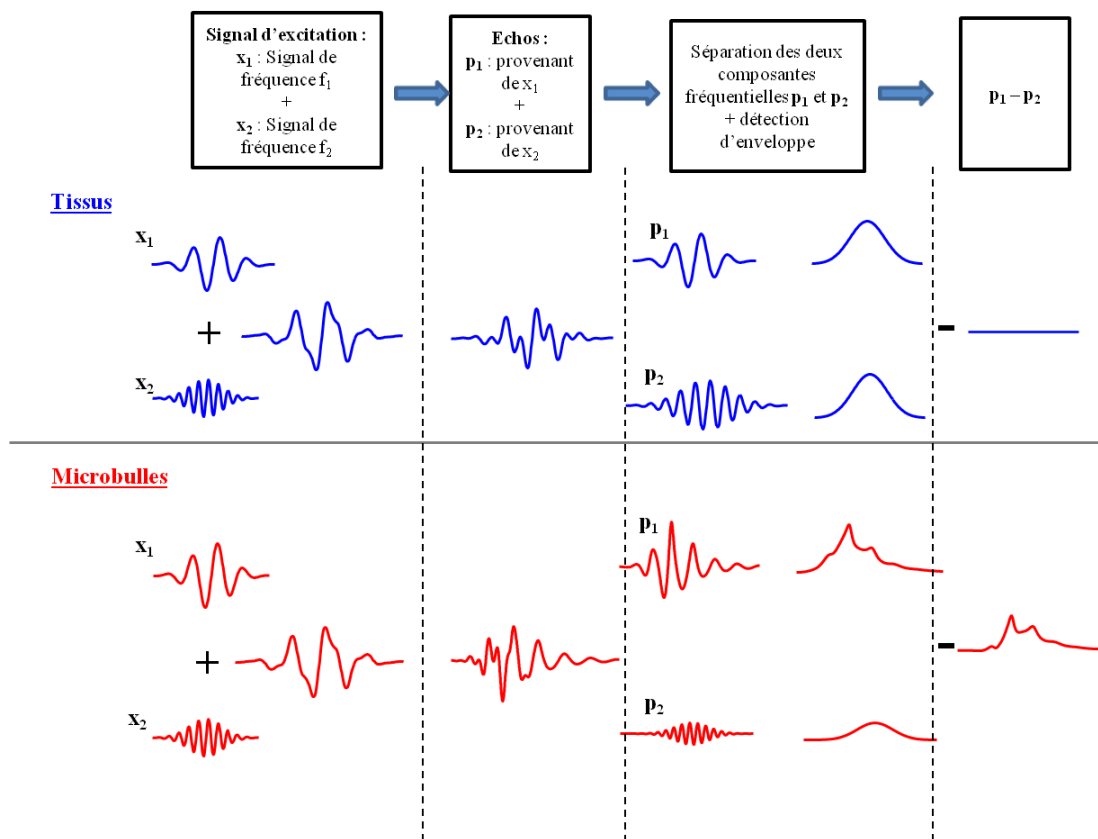 Signal d'excitation :
x1 : Signal de
fréquence f1
+
x2 : Signal de
fréquence f2
Echos :
p1 : provenant
de x1
+
p2 : provenant
de x2
Séparation des deux
composantes
fréquentielles p1 et p2
+ détection
d'enveloppe
p1 – p2
Tissus
x1
p1
+
-
x2
p2
Microbulles
x1
p1
+
-
x2
p2